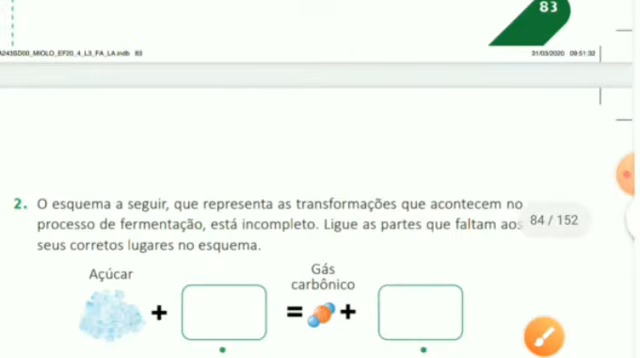 83
A243SD00_MIOLO_EF20_4_L3_FA_LA.indb 83
31/03/2020 09:51:32
2. O esquema a seguir, que representa as transformações que acontecem no
processo de fermentação, está incompleto. Ligue as partes que faltam aos
84 / 152
seus corretos lugares no esquema.
Açúcar
Gás
carbônico
+
=
+